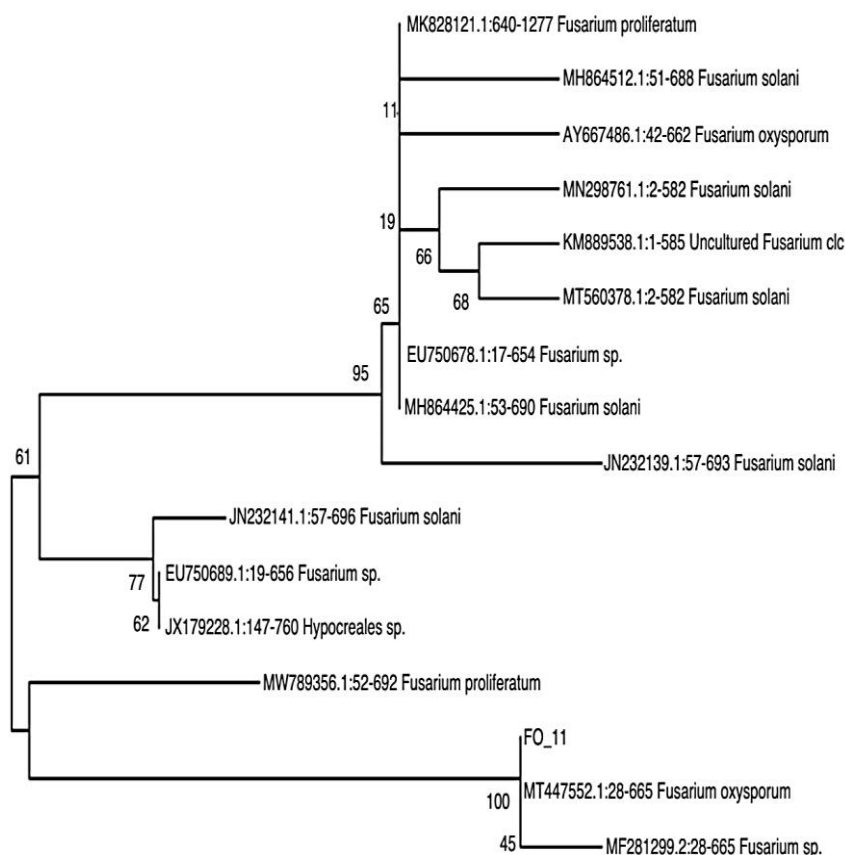 MK828121.1:640-1277 Fusarium proliferatum
MH864512.1:51-688 Fusarium solani
11
AY667486.1:42-662 Fusarium oxysporum
MN298761.1:2-582 Fusarium solani
19
KM889538.1:1-585 Uncultured Fusarium clc
66
MT560378.1:2-582 Fusarium solani
68
65
EU750678.1:17-654 Fusarium sp.
95
MH864425.1:53-690 Fusarium solani
61
JN232139.1:57-693 Fusarium solani
JN232141.1:57-696 Fusarium solani
EU750689.1:19-656 Fusarium sp.
77
62
JX179228.1:147-760 Hypocreales sp.
MW789356.1:52-692 Fusarium proliferatum
FO_11
MT447552.1:28-665 Fusarium oxysporum
100
45
MF281299.2:28-665 Fusarium sp.